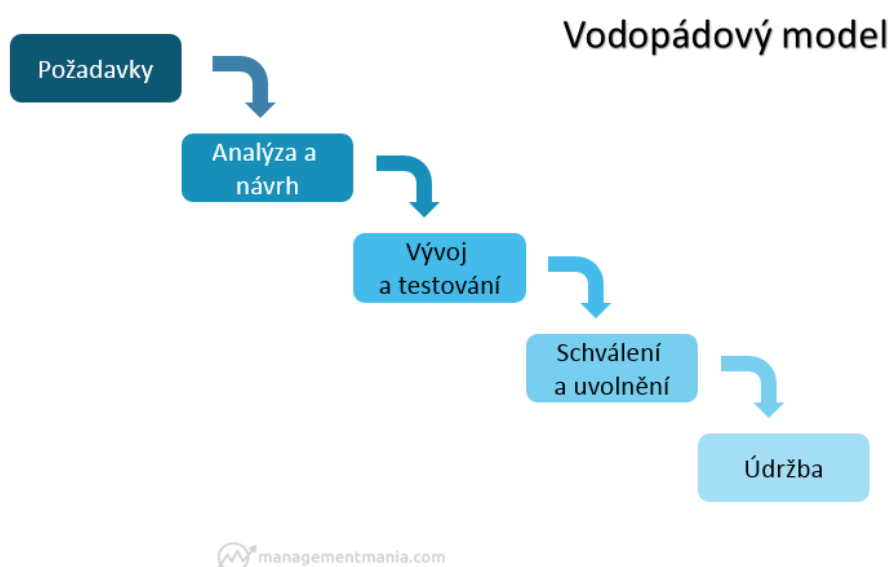 Vodopádový model
Požadavky
Analýza a
návrh
Vývoj
a testování
Schválení
a uvolnění
Údržba
managementmania.com